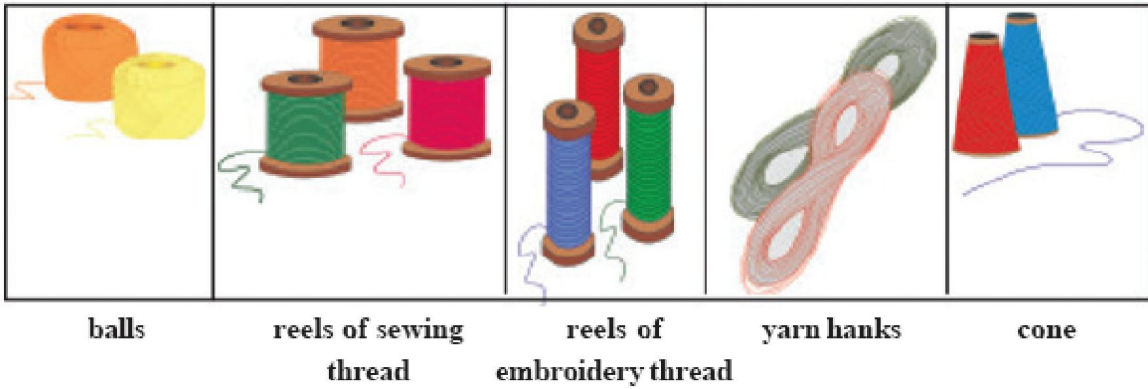 balls
reels of sewing
thread
reels of
embroidery thread
yarn hanks
cone